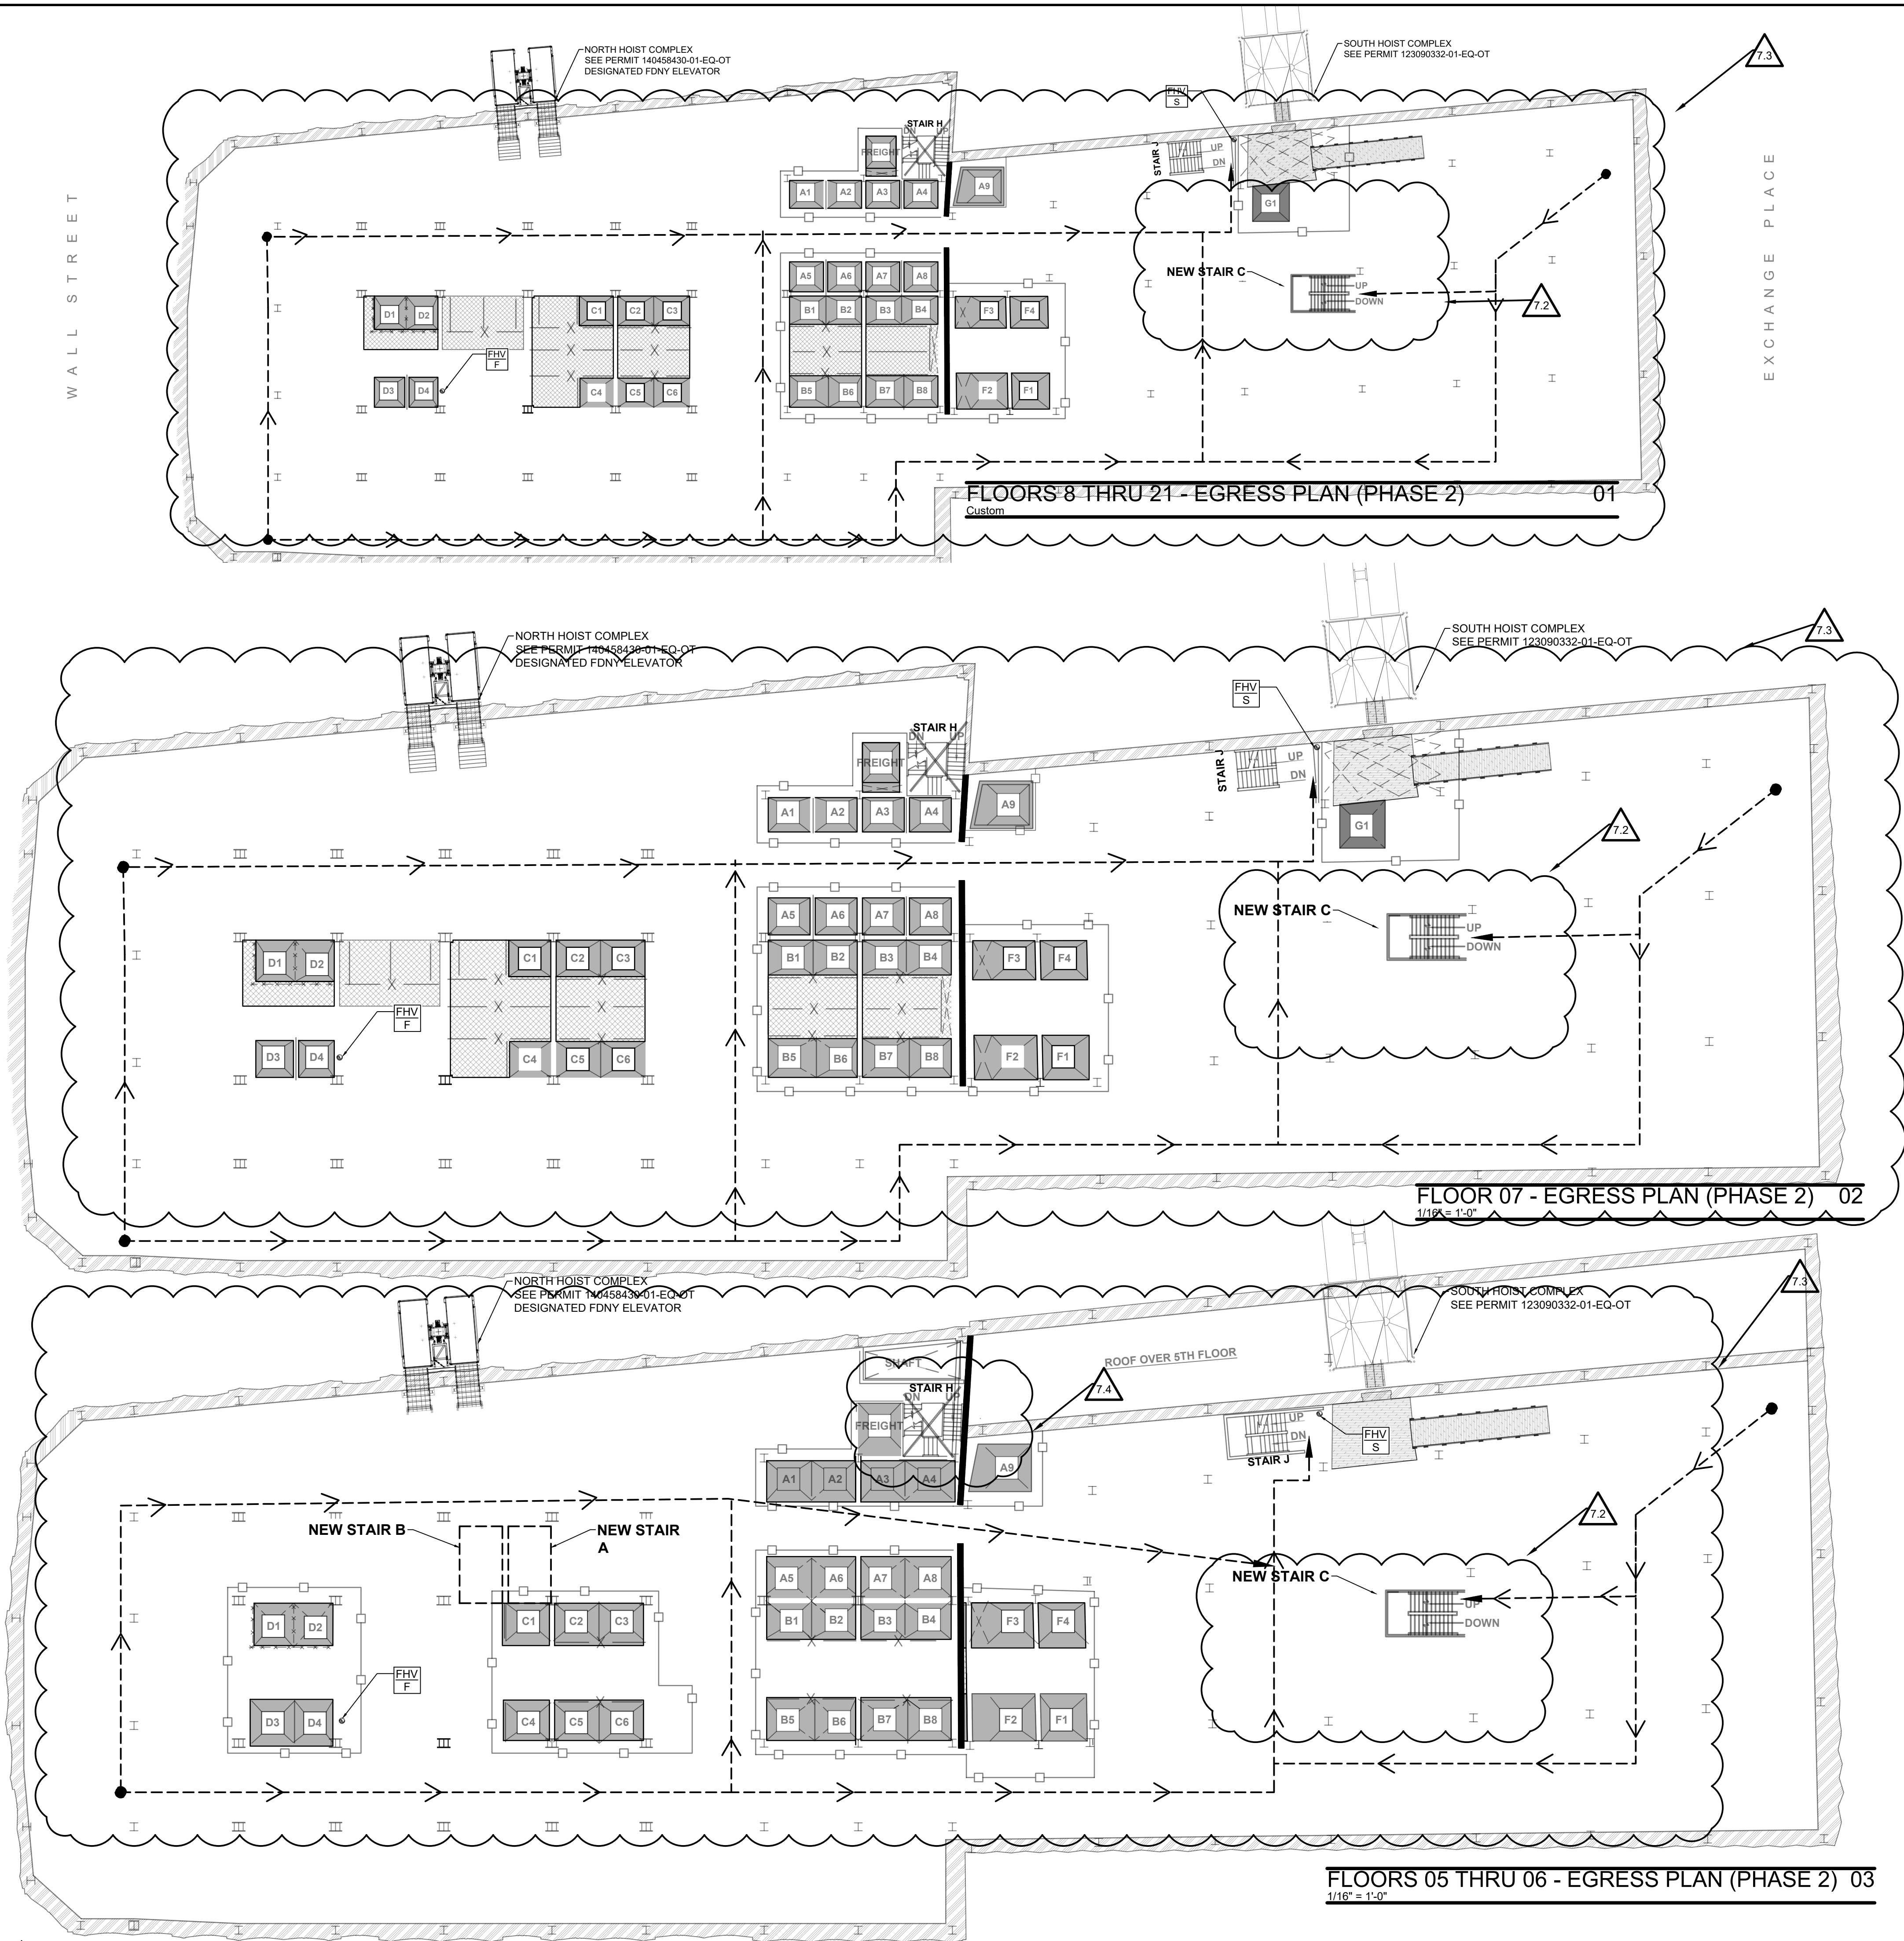 NORTH HOIST COMPLEX
SEE PERMIT 140458430-01-EQ-OT
DESIGNATED FDNY ELEVATOR
SOUTH HOIST COMPLEX
SEE PERMIT 123090332-01-EQ-OT
7.3
FHV
S
STAIR H
DN UP
FREIGHT
STAIR J
UP
DN
A1 A2 A3 A4 A9
G1
WALL STREET
EXCHANGE PLACE
A5 A6 A7 A8
NEW STAIR C
UP
DOWN
7.2
D1 D2 C1 C2 C3 B1 B2 B3 B4 F3 F4
FHV
F
D3 D4 C4 C5 C6 B5 B6 B7 B8 F2 F1
FLOORS 8 THRU 21 - EGRESS PLAN (PHASE 2) 01
Custom
NORTH HOIST COMPLEX
SEE PERMIT 140458430-01-EQ-OT
DESIGNATED FDNY ELEVATOR
SOUTH HOIST COMPLEX
SEE PERMIT 123090332-01-EQ-OT
7.3
FHV
S
STAIR H
DN UP
FREIGHT
STAIR J
UP
DN
A1 A2 A3 A4 A9
G1
7.2
A5 A6 A7 A8
NEW STAIR C
UP
DOWN
D1 D2 C1 C2 C3 B1 B2 B3 B4 F3 F4
FHV
F
D3 D4 C4 C5 C6 B5 B6 B7 B8 F2 F1
FLOOR 07 - EGRESS PLAN (PHASE 2) 02
1/16" = 1'-0"
NORTH HOIST COMPLEX
SEE PERMIT 140458430-01-EQ-OT
DESIGNATED FDNY ELEVATOR
SOUTH HOIST COMPLEX
SEE PERMIT 123090332-01-EQ-OT
7.3
SHAFT
ROOF OVER 5TH FLOOR
7.4
STAIR H
DN UP
FREIGHT
UP
DN
STAIR J
FHV
S
A1 A2 A3 A4 A9
NEW STAIR B
NEW STAIR
A
7.2
A5 A6 A7 A8
NEW STAIR C
UP
DOWN
D1 D2 C1 C2 C3 B1 B2 B3 B4 F3 F4
FHV
F
D3 D4 C4 C5 C6 B5 B6 B7 B8 F2 F1
FLOORS 05 THRU 06 - EGRESS PLAN (PHASE 2) 03
1/16" = 1'-0"